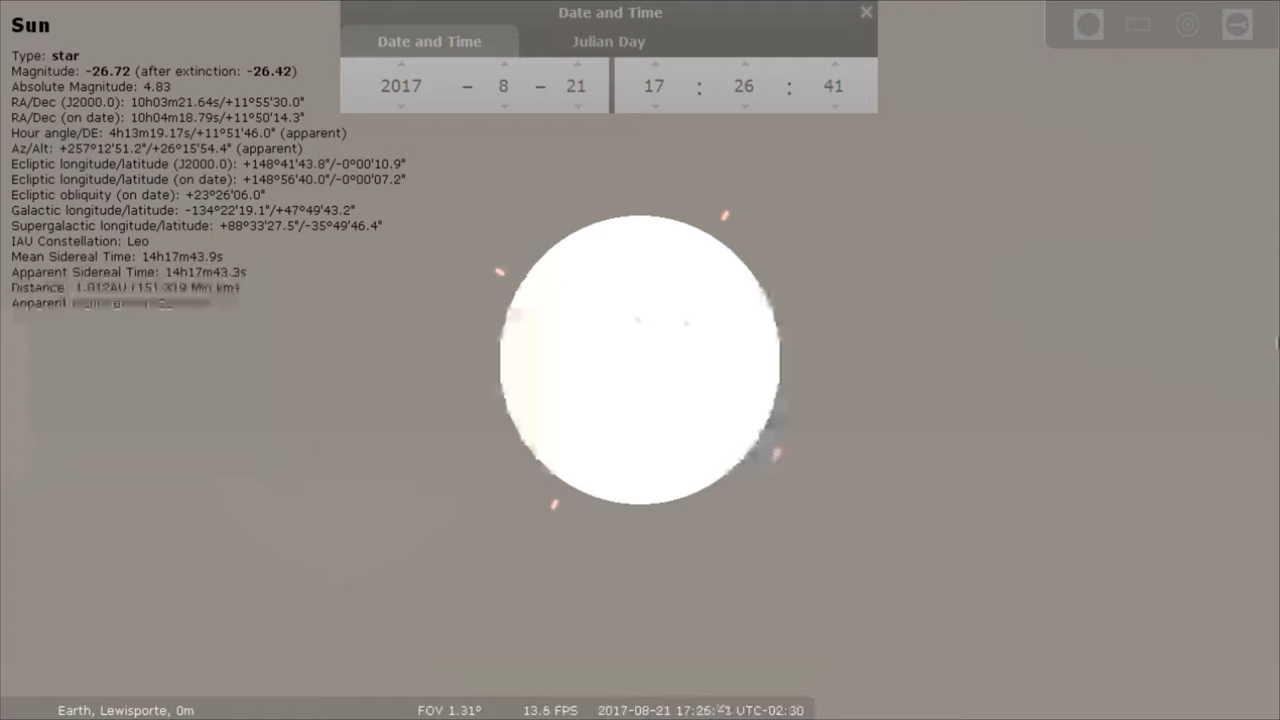 Sun
Type: star
Magnitude: -26.72 (after extinction: -26.42)
Absolute Magnitude: 4.83
RA/Dec (J2000.0): 10h03m21.64s/+11°55'30.0"
RA/Dec (on date): 10h04m18.79s/+11°50'14.3"
Hour angle/DE: 4h13m19.17s/+11°51'46.0" (apparent)
Az/Alt: +257°12'51.2"/+26°15'54.4" (apparent)
Ecliptic longitude/latitude (J2000.0): +148°41'43.8"/-0°00'10.9"
Ecliptic longitude/latitude (on date): +148°56'40.0"/-0°00'07.2"
Ecliptic obliquity (on date): +23°26'06.0"
Galactic longitude/latitude: -134°22'19.1"/+47°49'43.2"
Supergalactic longitude/latitude: +88°33'27.5"/-35°49'46.4"
IAU Constellation: Leo
Mean Sidereal Time: 14h17m43.9s
Apparent Sidereal Time: 14h17m43.3s
Distance:
Apparent
Date and Time
Date and Time Julian Day
2017 - 8 - 21 17 : 26 : 41
Earth, Lewisporte, 0m FOV 1.31° 13.6 FPS 2017-08-21 UTC-02:30